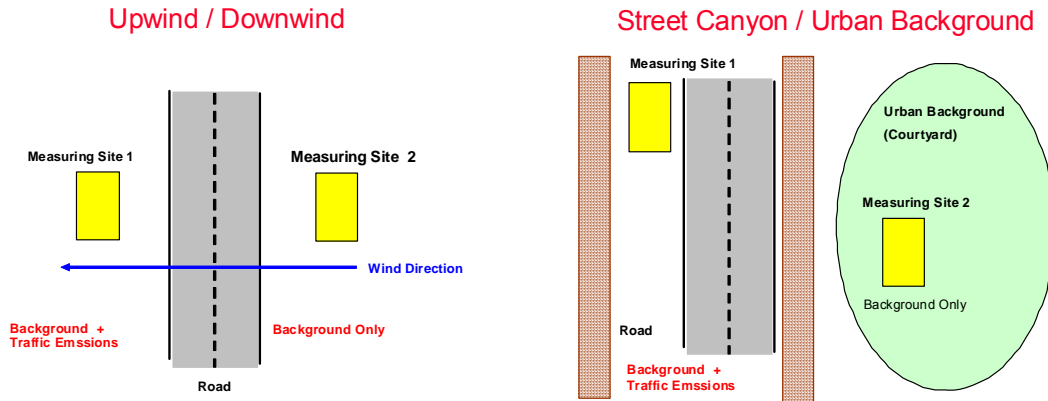 Upwind / Downwind
Measuring Site 1
Measuring Site 2
Wind Direction
Background +
Traffic Emssions
Background Only
Road
Street Canyon / Urban Background
Measuring Site 1
Urban Background
(Courtyard)
Measuring Site 2
Background Only
Road
Background +
Traffic Emssions